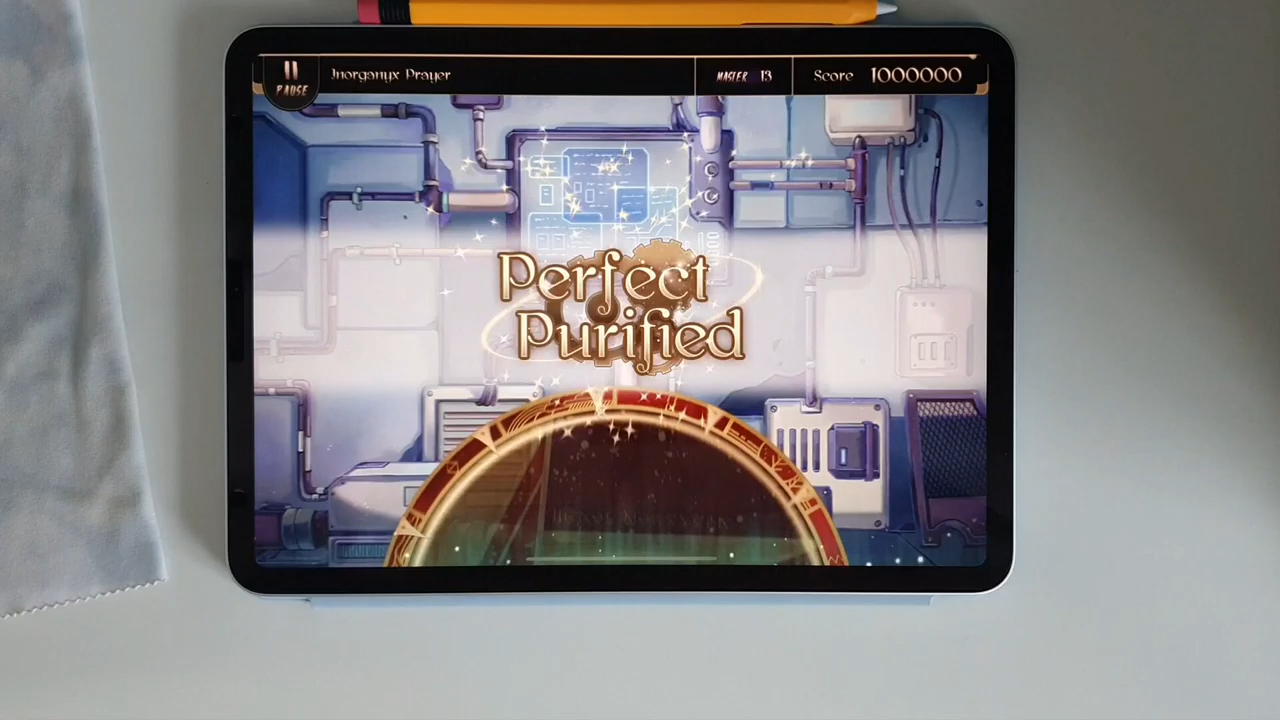 PAUSE
Inorganyx Prayer
MASTER 13
Score 1000000
Perfect
Purified